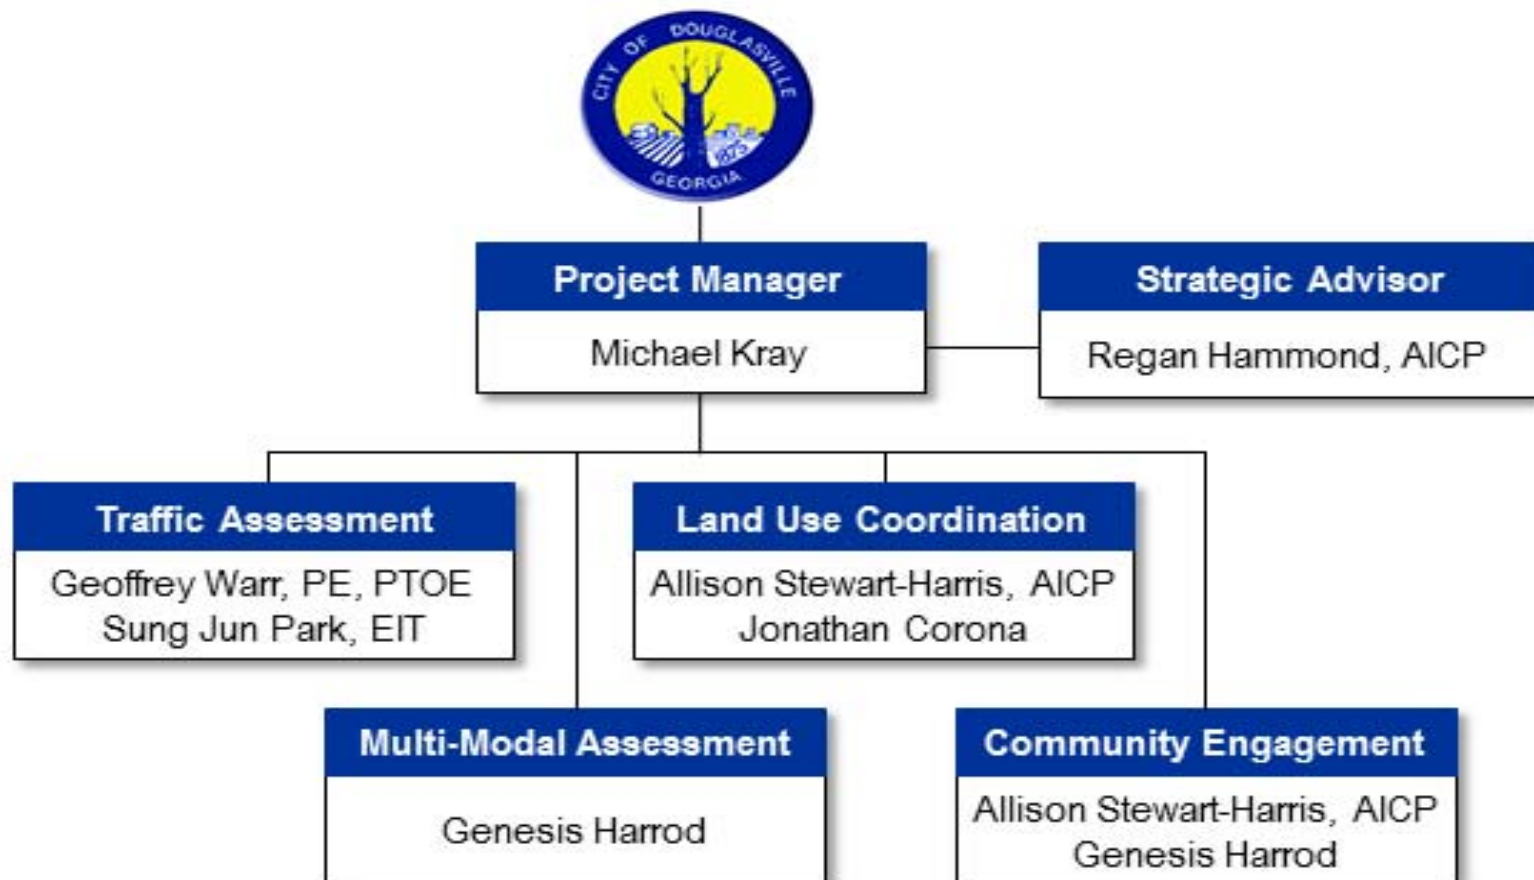 CITY OF DOUGLASVILLE
1875
GEORGIA
Project Manager
Michael Kray
Strategic Advisor
Regan Hammond, AICP
Traffic Assessment
Geoffrey Warr, PE, PTOE
Sung Jun Park, EIT
Land Use Coordination
Allison Stewart-Harris, AICP
Jonathan Corona
Multi-Modal Assessment
Genesis Harrod
Community Engagement
Allison Stewart-Harris, AICP
Genesis Harrod